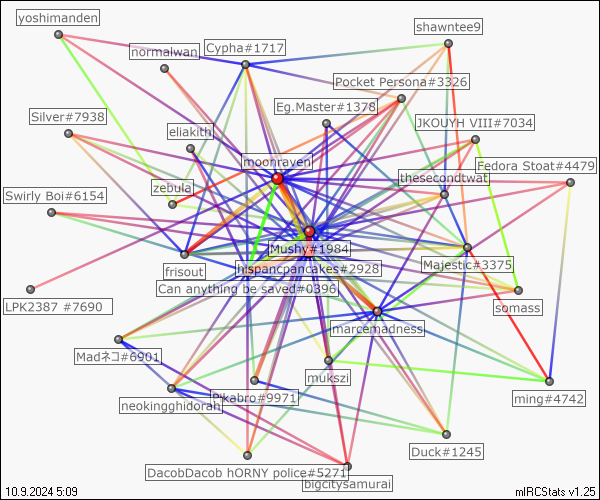 yoshimanden
shawntee9
normalwan
Cypha#1717
Pocket Persona#3326
Eg.Master#1378
Silver#7938
JKOUYH VIII#7034
eliakith
moonraven
Fedora Stoat#4479
thesecondtwat
zebula
Swirly Boi#6154
Mushy#1984
Majestic#3375
frisout
hispancpancakes#2928
Can anything be saved#0396
LPK2387 #7690
somass
marcemadness
Madネコ#6901
mukszi
Pikabro#9971
ming#4742
neokingghidorah
Duck#1245
DacobDacob hORNY police#5271
bigcitysamurai
10.9.2024 5:09
mIRCStats v1.25